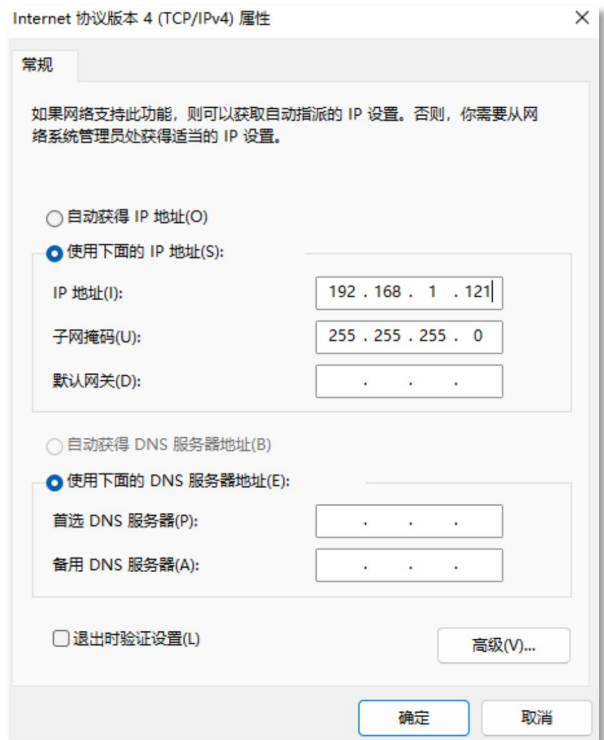 Internet 协议版本 4 (TCP/IPv4) 属性
常规
如果网络支持此功能，则可以获取自动指派的 IP 设置。否则，你需要从网
络系统管理员处获得适当的 IP 设置。
自动获得 IP 地址(O)
使用下面的 IP 地址(S):
IP 地址(I):
192 . 168 . 1 . 121
子网掩码(U):
255 . 255 . 255 . 0
默认网关(D):
. . .
自动获得 DNS 服务器地址(B)
使用下面的 DNS 服务器地址(E):
首选 DNS 服务器(P):
. . .
备用 DNS 服务器(A):
. . .
退出时验证设置(L)
高级(V)...
确定
取消